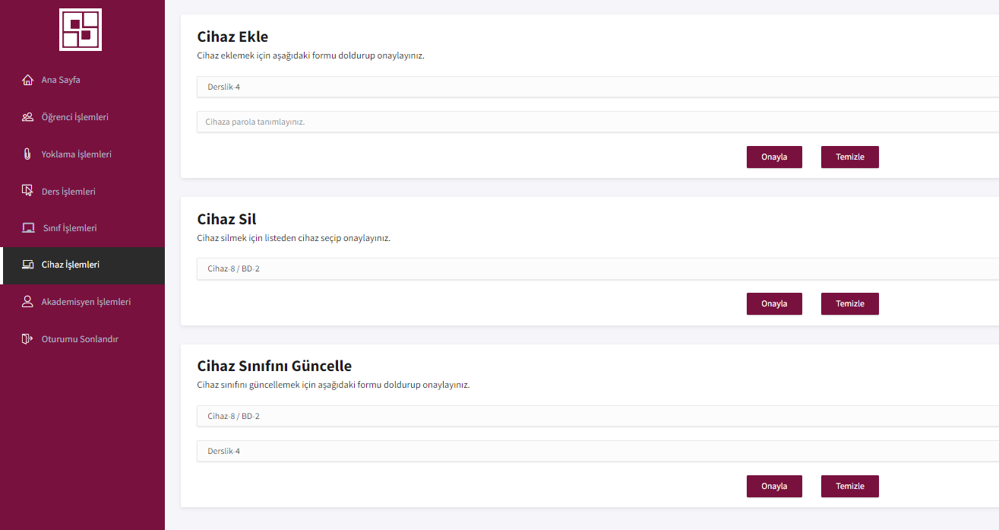 Ana Sayfa
Öğrenci İşlemleri
Yoklama İşlemleri
Ders İşlemleri
Sınıf İşlemleri
Cihaz İşlemleri
Akademisyen İşlemleri
Oturumu Sonlandır
Cihaz Ekle
Cihaz eklemek için aşağıdaki formu doldurup onaylayınız.
Derslik-4
Cihaza parola tanımlayınız.
Onayla Temizle
Cihaz Sil
Cihaz silmek için listeden cihaz seçip onaylayınız.
Cihaz-8 / BD-2
Onayla Temizle
Cihaz Sınıfını Güncelle
Cihaz sınıfını güncellemek için aşağıdaki formu doldurup onaylayınız.
Cihaz-8 / BD-2
Derslik-4
Onayla Temizle